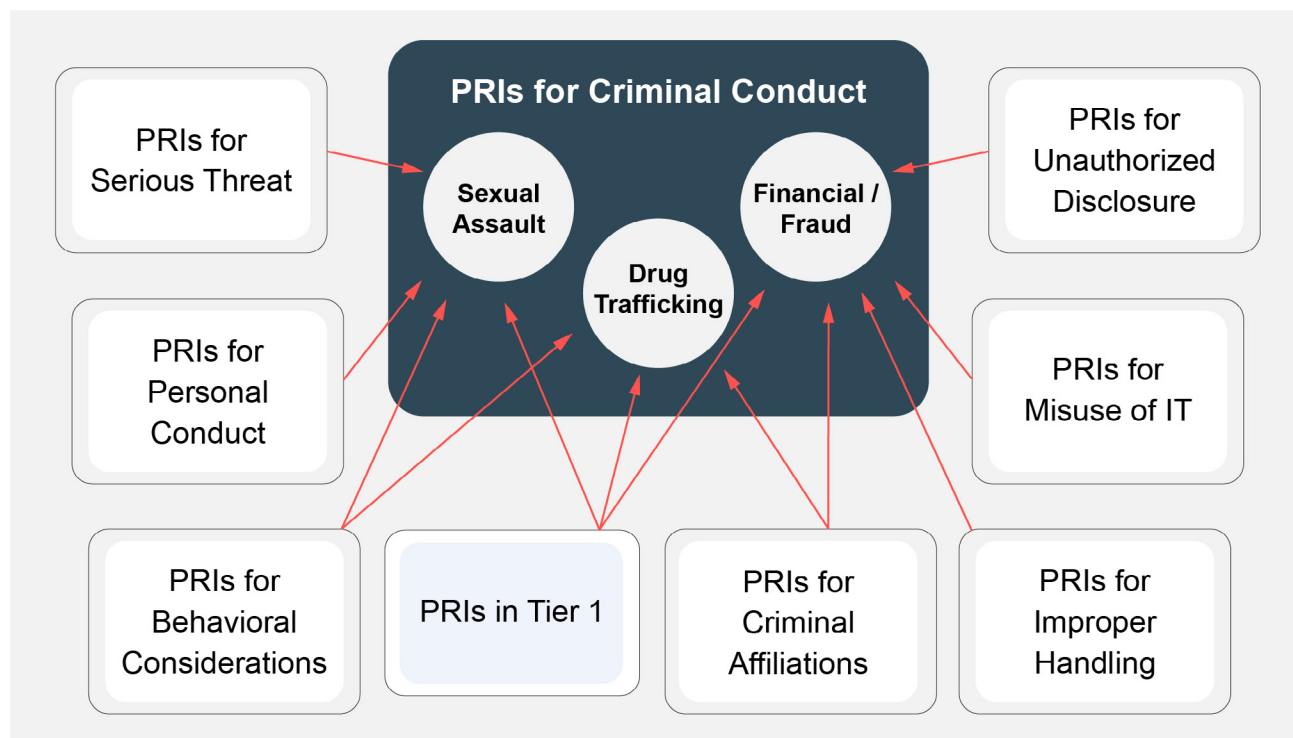 PRIs for Criminal Conduct
PRIs for
Serious Threat
Sexual
Assault
Drug
Trafficking
Financial /
Fraud
PRIs for
Unauthorized
Disclosure
PRIs for
Personal
Conduct
PRIs for
Misuse of IT
PRIs for
Behavioral
Considerations
PRIs in Tier 1
PRIs for
Criminal
Affiliations
PRIs for
Improper
Handling